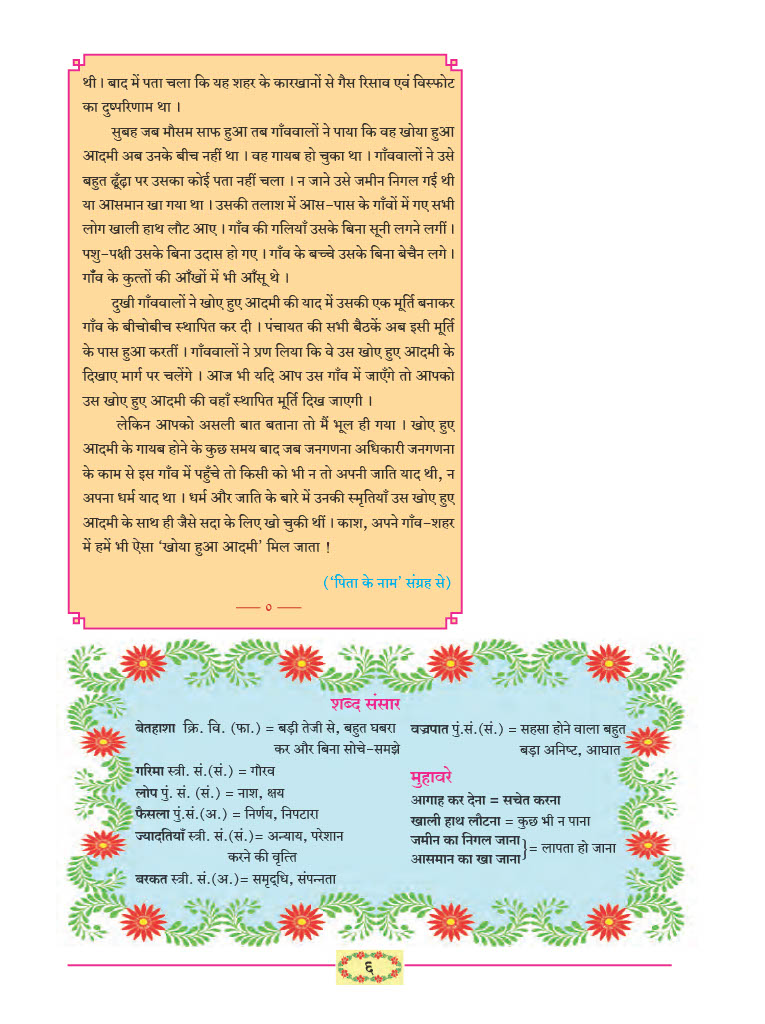 थी । बाद में पता चला कि यह शहर के कारखानों से गैस रिसाव एवं विस्फोट
का दुष्परिणाम था ।
सुबह जब मौसम साफ हुआ तब गाँववालों ने पाया कि वह खोया हुआ
आदमी अब उनके बीच नहीं था । वह गायब हो चुका था । गाँववालों ने उसे
बहुत ढूँढ़ा पर उसका कोई पता नहीं चला । न जाने उसे जमीन निगल गई थी
या आसमान खा गया था । उसकी तलाश में आस-पास के गाँवों में गए सभी
लोग खाली हाथ लौट आए । गाँव की गलियाँ उसके बिना सूनी लगने लगीं ।
पशु-पक्षी उसके बिना उदास हो गए । गाँव के बच्चे उसके बिना बेचैन लगे ।
गाँव के कुत्तों की आँखों में भी आँसू थे ।
दुखी गाँववालों ने खोए हुए आदमी की याद में उसकी एक मूर्ति बनाकर
गाँव के बीचोबीच स्थापित कर दी । पंचायत की सभी बैठकें अब इसी मूर्ति
के पास हुआ करतीं । गाँववालों ने प्रण लिया कि वे उस खोए हुए आदमी के
दिखाए मार्ग पर चलेंगे । आज भी यदि आप उस गाँव में जाएँगे तो आपको
उस खोए हुए आदमी की वहाँ स्थापित मूर्ति दिख जाएगी ।
लेकिन आपको असली बात बताना तो मैं भूल ही गया । खोए हुए
आदमी के गायब होने के कुछ समय बाद जब जनगणना अधिकारी जनगणना
के काम से इस गाँव में पहुँचे तो किसी को भी न तो अपनी जाति याद थी, न
अपना धर्म याद था । धर्म और जाति के बारे में उनकी स्मृतियाँ उस खोए हुए
आदमी के साथ ही जैसे सदा के लिए खो चुकी थीं । काश, अपने गाँव-शहर
में हमें भी ऐसा ‘खोया हुआ आदमी’ मिल जाता !
(‘पिता के नाम’ संग्रह से)
— ० —
शब्द संसार
बेतहाशा क्रि. वि. (फा.) = बड़ी तेजी से, बहुत घबरा
कर और बिना सोचे-समझे
गरिमा स्त्री. सं.(सं.) = गौरव
लोप पुं. सं. (सं.) = नाश, क्षय
फैसला पुं.सं.(अ.) = निर्णय, निपटारा
ज्यादतियाँ स्त्री. सं.(सं.)= अन्याय, परेशान
करने की वृत्ति
बरकत स्त्री. सं.(अ.)= समृद्धि, संपन्नता
वज्रपात पुं.सं.(सं.) = सहसा होने वाला बहुत
बड़ा अनिष्ट, आघात
मुहावरे
आगाह कर देना = सचेत करना
खाली हाथ लौटना = कुछ भी न पाना
जमीन का निगल जाना
आसमान का खा जाना}= लापता हो जाना
६